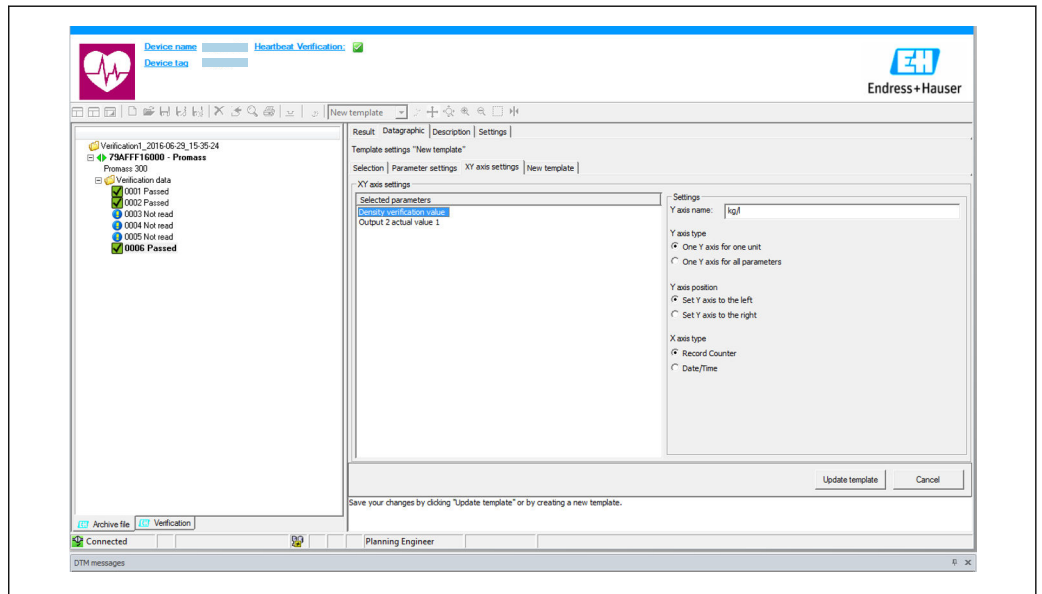 Device name Heartbeat Verification:
Device tag
EH
Endress+Hauser
New template
Verification1_2016-06-29_15-35-24
79AFFF16000 - Promass
Promass 300
Verification data
0001 Passed
0002 Passed
0003 Not read
0004 Not read
0005 Not read
0006 Passed
Archive file Verification
Result Datagraphic Description Settings
Template settings "New template"
Selection Parameter settings XY axis settings New template
XY axis settings
Selected parameters
Density verification value
Output 2 actual value 1
Settings
Y axis name: kg/l
Y axis type
One Y axis for one unit
One Y axis for all parameters
Y axis position
Set Y axis to the left
Set Y axis to the right
X axis type
Record Counter
Date/Time
Update template Cancel
Save your changes by clicking "Update template" or by creating a new template.
Connected Planning Engineer
DTM messages